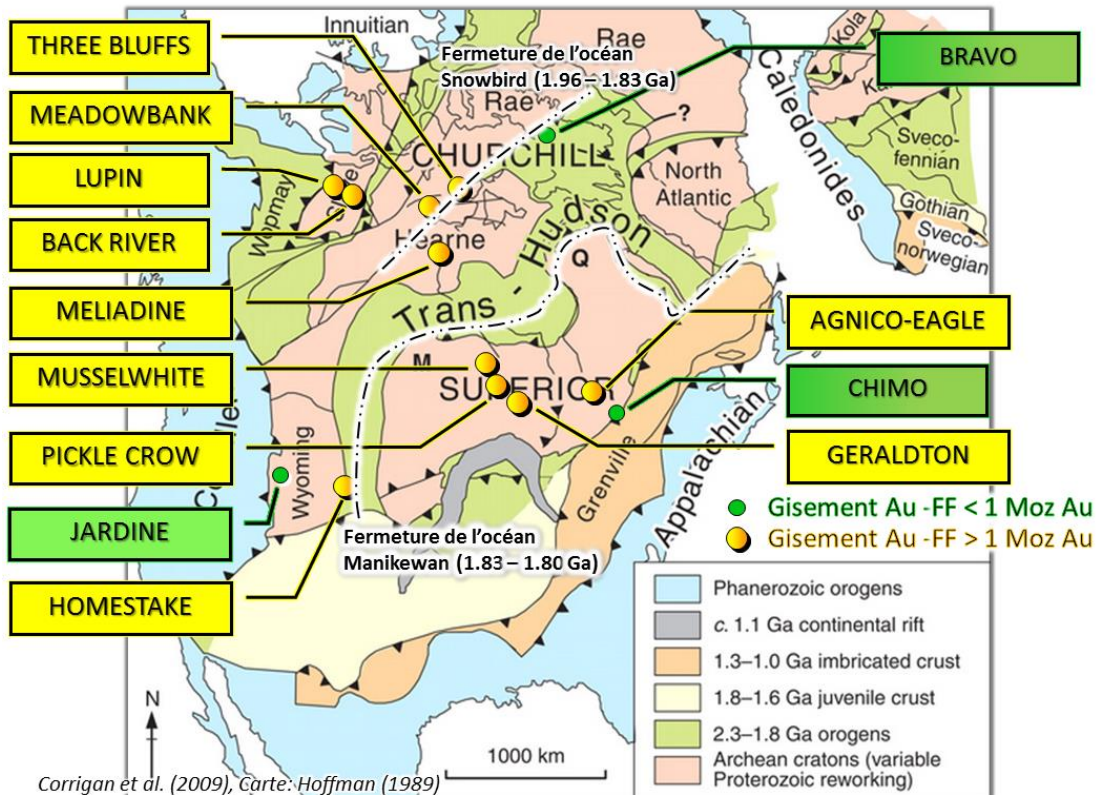 THREE BLUFFS
MEADOWBANK
LUPIN
BACK RIVER
MELIADINE
MUSSELWHITE
PICKLE CROW
JARDINE
HOMESTAKE
Innuitian
Rae
Fermeture de l'océan
Snowbird (1.96 – 1.83 Ga)
Rae
CHURCHILL
?
North
Atlantic
Wopmay
Hearne
Trans - Hudson
Q
M
SUPERIOR
Wyoming
Grenville
Appalachian
Caledonides
Kola
Sveco-
fennian
Gothian
Sveco-
norwegian
Fermeture de l'océan
Manikewan (1.83 – 1.80 Ga)
BRAVO
AGNICO-EAGLE
CHIMO
GERALDTON
Gisement Au -FF < 1 Moz Au
Gisement Au -FF > 1 Moz Au
Phanerozoic orogens
c. 1.1 Ga continental rift
1.3–1.0 Ga imbricated crust
1.8–1.6 Ga juvenile crust
2.3–1.8 Ga orogens
Archean cratons (variable
Proterozoic reworking)
N
1000 km
Corrigan et al. (2009), Carte: Hoffman (1989)